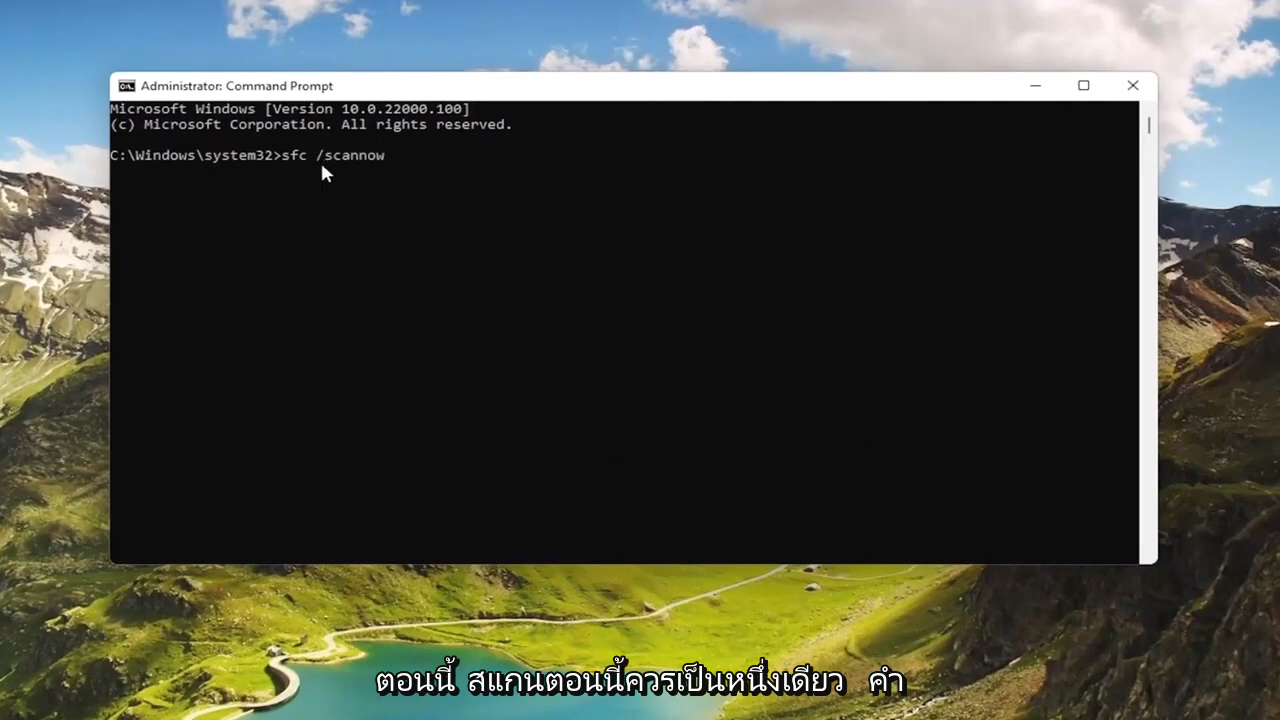 Administrator: Command Prompt
Microsoft Windows [Version 10.0.22000.100]
(c) Microsoft Corporation. All rights reserved.
C:\Windows\system32>sfc /scannow
ตอนนี้ สแกนตอนนี้ควรเป็นหนึ่งเดียว คำ